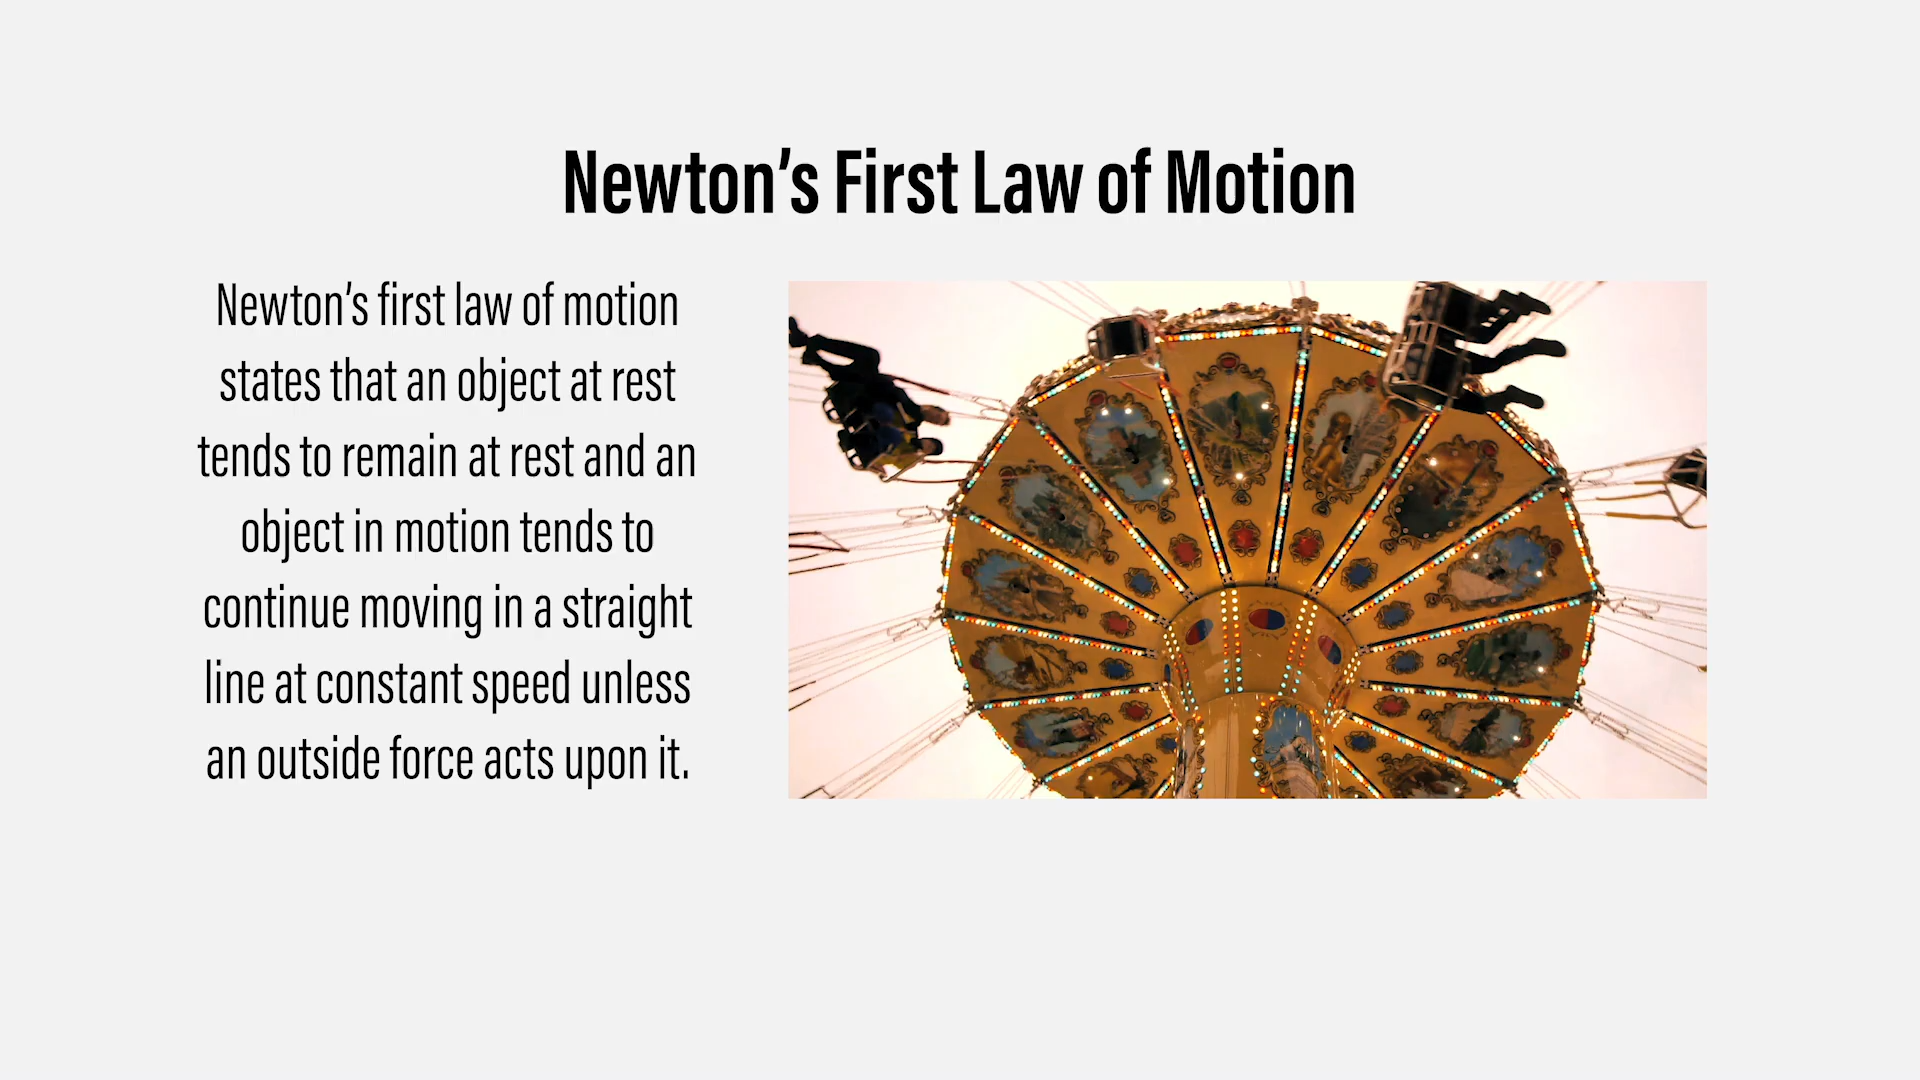 Newton’s First Law of Motion
Newton’s first law of motion
states that an object at rest
tends to remain at rest and an
object in motion tends to
continue moving in a straight
line at constant speed unless
an outside force acts upon it.